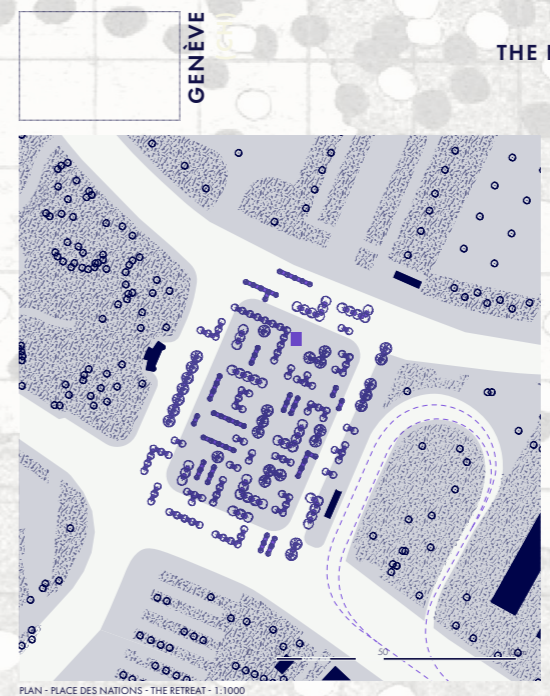 GENÈVE
THE
50
PLAN - PLACE DES NATIONS - THE RETREAT - 1:1000